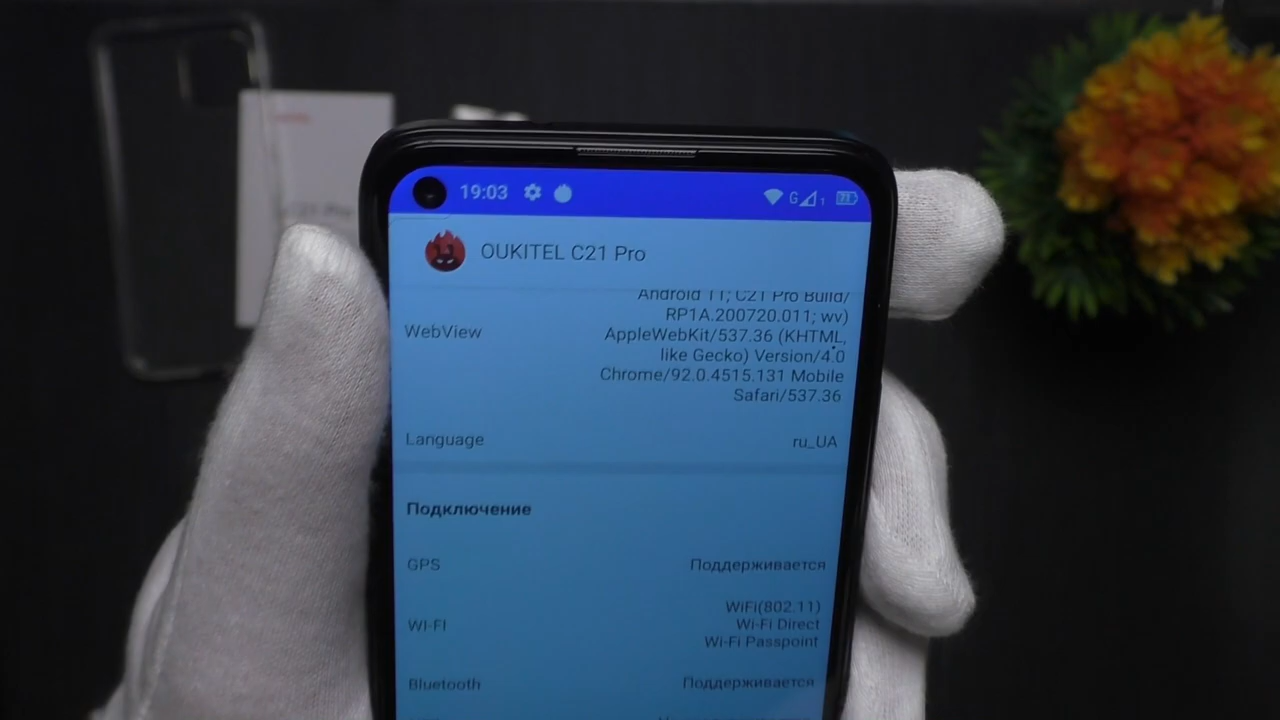 19:03 G 1
OUKITEL C21 Pro
Android 11; C21 Pro Build/
RP1A.200720.011; wv)
WebView
AppleWebKit/537.36 (KHTML,
like Gecko) Version/4.0
Chrome/92.0.4515.131 Mobile
Safari/537.36
Language ru_UA
Подключение
GPS Поддерживается
WI-FI
WiFi(802.11)
Wi-Fi Direct
Wi-Fi Passpoint
Bluetooth Поддерживается